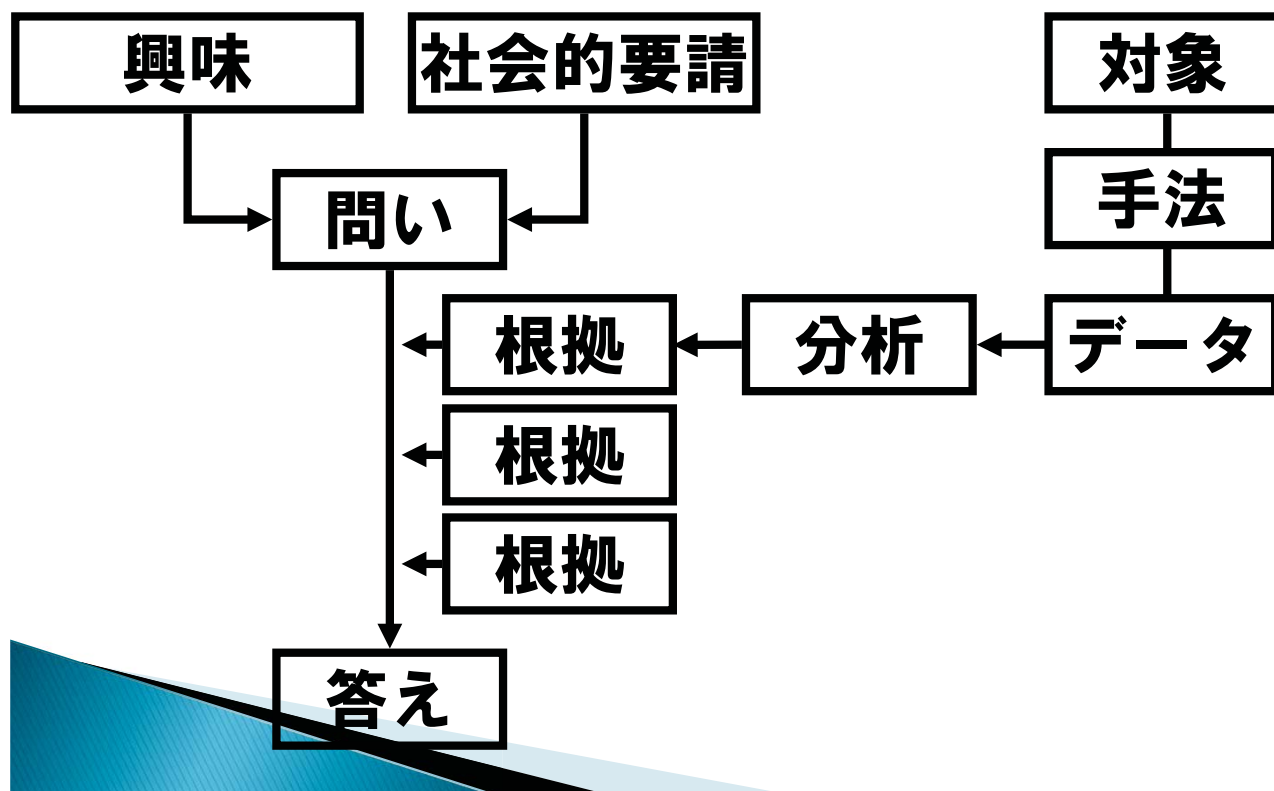 興味
社会的要請
対象
問い
手法
根拠
分析
データ
根拠
根拠
答え